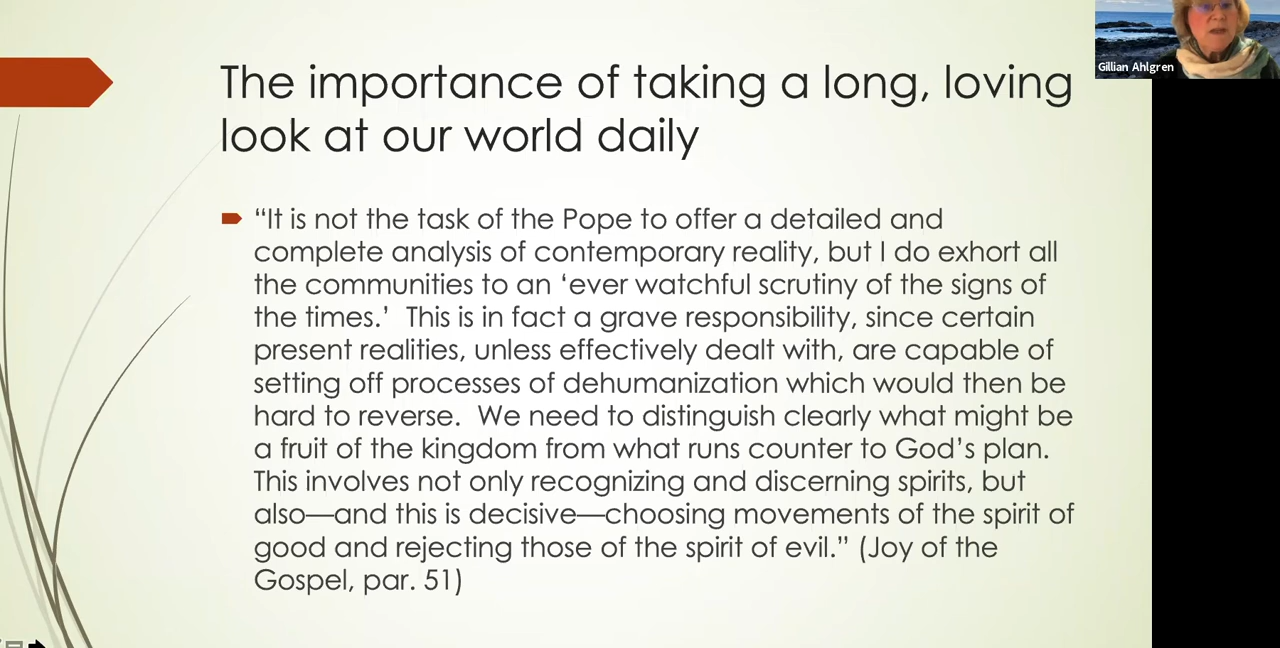 The importance of taking a long, loving
look at our world daily
“It is not the task of the Pope to offer a detailed and
complete analysis of contemporary reality, but I do exhort all
the communities to an ‘ever watchful scrutiny of the signs of
the times.’  This is in fact a grave responsibility, since certain
present realities, unless effectively dealt with, are capable of
setting off processes of dehumanization which would then be
hard to reverse.  We need to distinguish clearly what might be
a fruit of the kingdom from what runs counter to God’s plan.
This involves not only recognizing and discerning spirits, but
also—and this is decisive—choosing movements of the spirit of
good and rejecting those of the spirit of evil.” (Joy of the
Gospel, par. 51)
Gillian Ahlgren